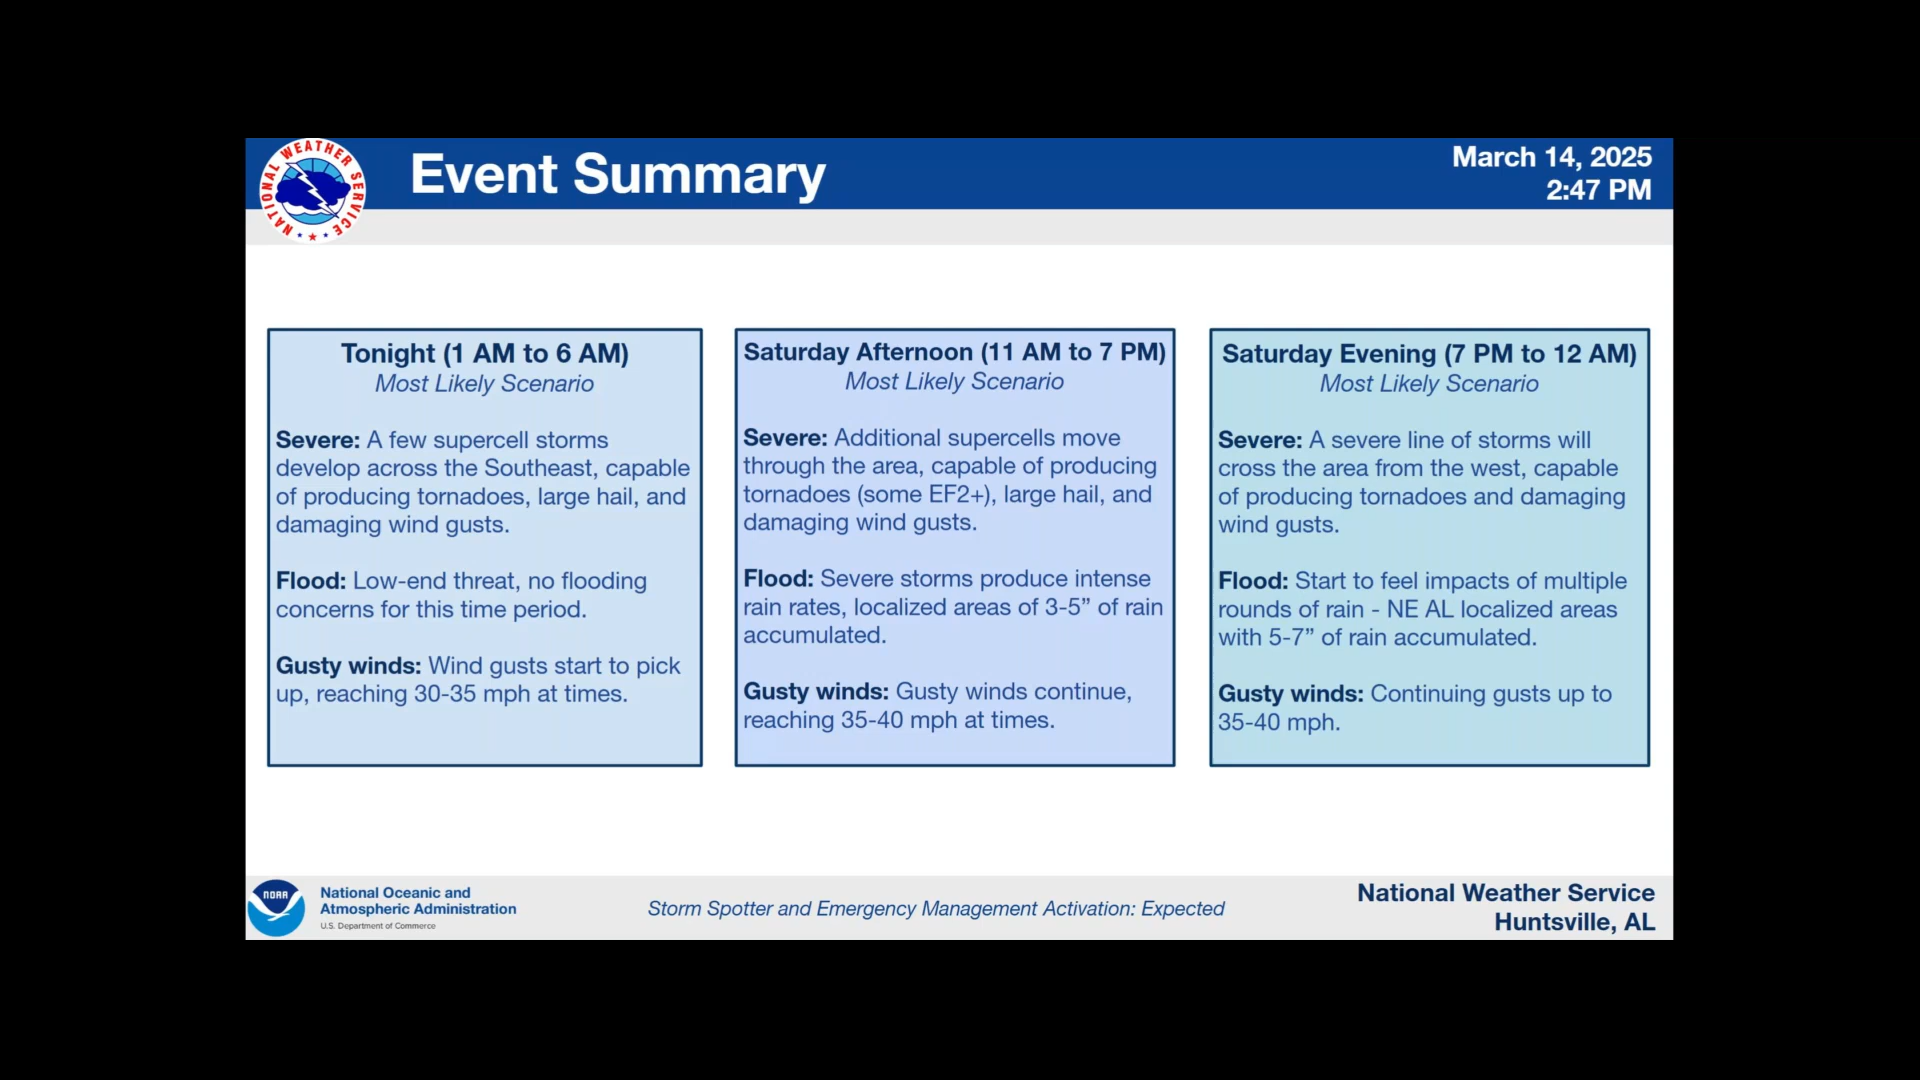 NATIONAL WEATHER SERVICE
Event Summary
March 14, 2025
2:47 PM
Tonight (1 AM to 6 AM)
Most Likely Scenario
Severe: A few supercell storms
develop across the Southeast, capable
of producing tornadoes, large hail, and
damaging wind gusts.
Flood: Low-end threat, no flooding
concerns for this time period.
Gusty winds: Wind gusts start to pick
up, reaching 30-35 mph at times.
Saturday Afternoon (11 AM to 7 PM)
Most Likely Scenario
Severe: Additional supercells move
through the area, capable of producing
tornadoes (some EF2+), large hail, and
damaging wind gusts.
Flood: Severe storms produce intense
rain rates, localized areas of 3-5” of rain
accumulated.
Gusty winds: Gusty winds continue,
reaching 35-40 mph at times.
Saturday Evening (7 PM to 12 AM)
Most Likely Scenario
Severe: A severe line of storms will
cross the area from the west, capable
of producing tornadoes and damaging
wind gusts.
Flood: Start to feel impacts of multiple
rounds of rain - NE AL localized areas
with 5-7” of rain accumulated.
Gusty winds: Continuing gusts up to
35-40 mph.
NOAA
National Oceanic and
Atmospheric Administration
U.S. Department of Commerce
Storm Spotter and Emergency Management Activation: Expected
National Weather Service
Huntsville, AL